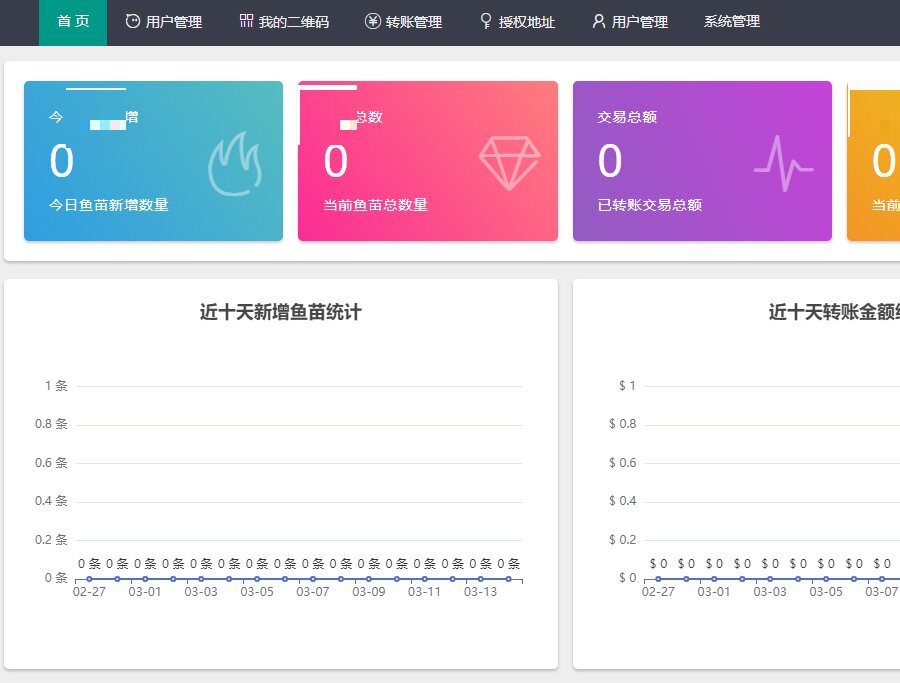 首 页 用户管理 我的二维码 转账管理 授权地址 用户管理 系统管理
今 增
0
今日鱼苗新增数量
总数
0
当前鱼苗总数量
交易总额
0
已转账交易总额
0
当前
近十天新增鱼苗统计
1 条
0.8 条
0.6 条
0.4 条
0.2 条
0 条
0 条 0 条 0 条 0 条 0 条 0 条 0 条 0 条 0 条 0 条 0 条 0 条 0 条 0 条 0 条 0 条
02-27 03-01 03-03 03-05 03-07 03-09 03-11 03-13
近十天转账金额
$ 1
$ 0.8
$ 0.6
$ 0.4
$ 0.2
$ 0
$ 0 $ 0 $ 0 $ 0 $ 0 $ 0 $ 0 $ 0 $ 0
02-27 03-01 03-03 03-05 03-07